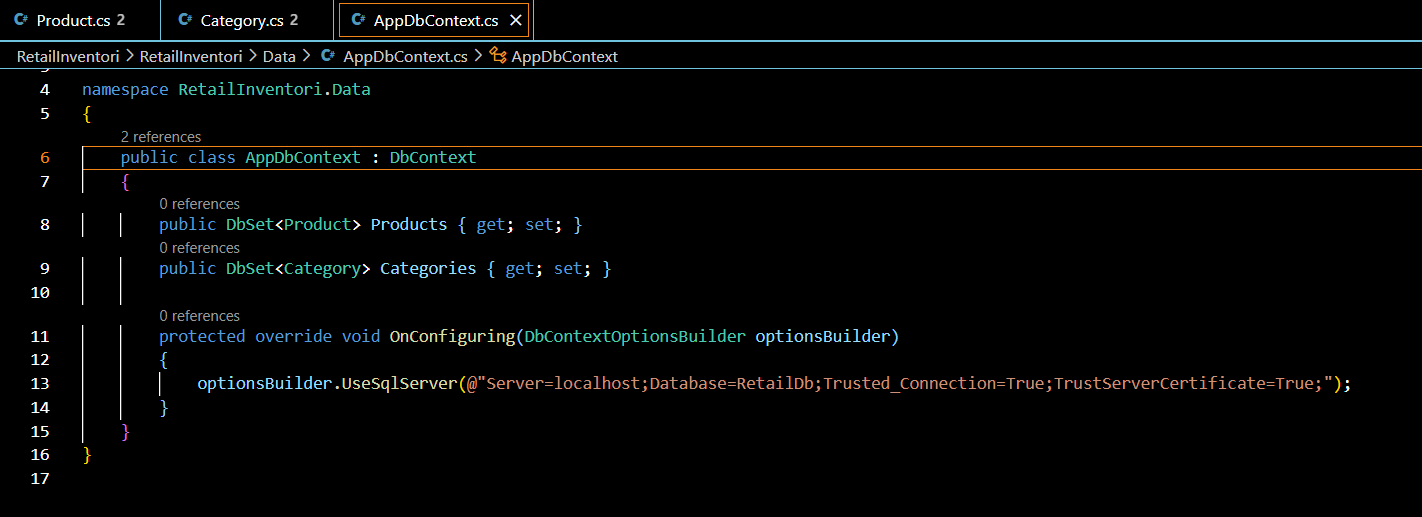 C# Product.cs 2 C# Category.cs 2 C# AppDbContext.cs ×
RetailInventori > RetailInventori > Data > C# AppDbContext.cs > AppDbContext
4 namespace RetailInventori.Data
5 {
2 references
6 public class AppDbContext : DbContext
7 {
0 references
8 public DbSet<Product> Products { get; set; }
0 references
9 public DbSet<Category> Categories { get; set; }
10
0 references
11 protected override void OnConfiguring(DbContextOptionsBuilder optionsBuilder)
12 {
13 optionsBuilder.UseSqlServer(@"Server=localhost;Database=RetailDb;Trusted_Connection=True;TrustServerCertificate=True;");
14 }
15 }
16 }
17